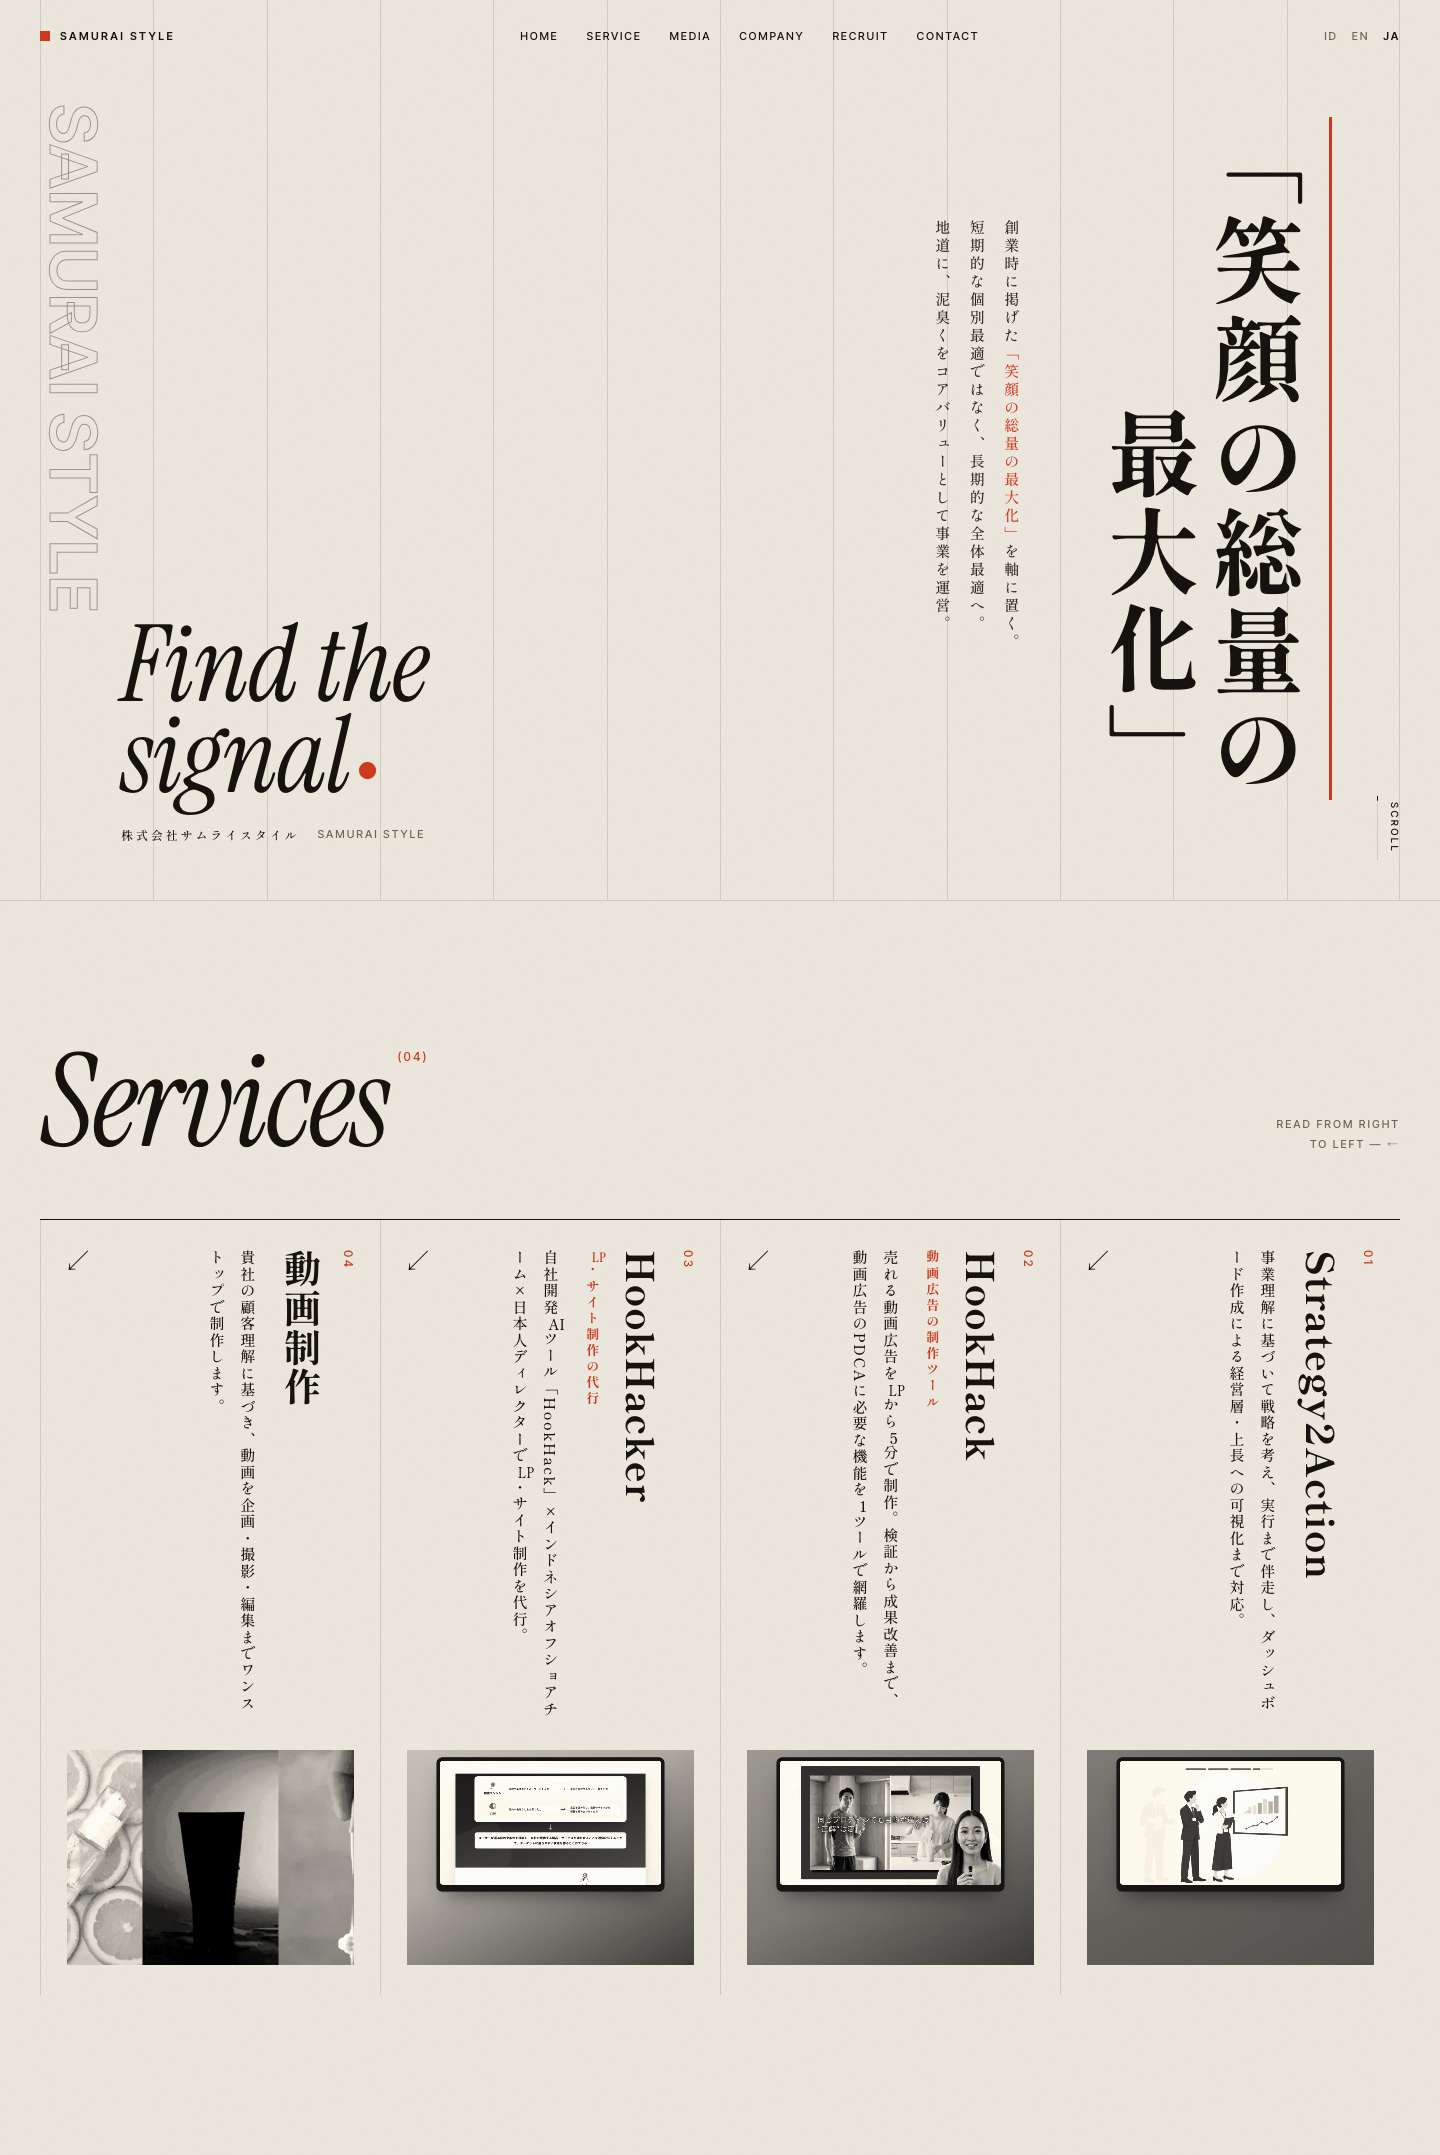 SAMURAI STYLE
HOME SERVICE MEDIA COMPANY RECRUIT CONTACT
ID EN JA
SAMURAI STYLE
「笑顔の総量の
最大化」
創業時に掲げた「笑顔の総量の最大化」を軸に置く。
短期的な個別最適ではなく、長期的な全体最適へ。
地道に、泥臭くをコアバリューとして事業を運営。
Find the
signal.
株式会社サムライスタイル SAMURAI STYLE
SCROLL
Services
(04)
READ FROM RIGHT
TO LEFT — ←
01
Strategy2Action
事業理解に基づいて戦略を考え、実行まで伴走し、ダッシュボ
ード作成による経営層・上長への可視化まで対応。
↙
02
HookHack
動画広告の制作ツール
売れる動画広告をLPから5分で制作。検証から成果改善まで、
動画広告のPDCAに必要な機能を1ツールで網羅します。
↙
03
HookHacker
LP・サイト制作の代行
自社開発AIツール「HookHack」×インドネシアオフショアチ
ーム×日本人ディレクターでLP・サイト制作を代行。
↙
04
動画制作
貴社の顧客理解に基づき、動画を企画・撮影・編集までワンス
トップで制作します。
↙